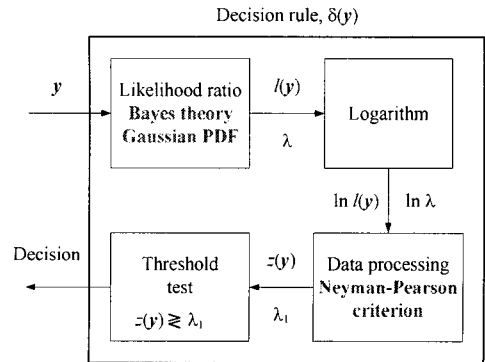 Decision rule, δ(y)
y
Likelihood ratio
Bayes theory
Gaussian PDF
l(y)
λ
Logarithm
ln l(y)
ln λ
Data processing
Neyman-Pearson
criterion
z(y)
λ₁
Threshold
test
z(y) ≷ λ₁
Decision